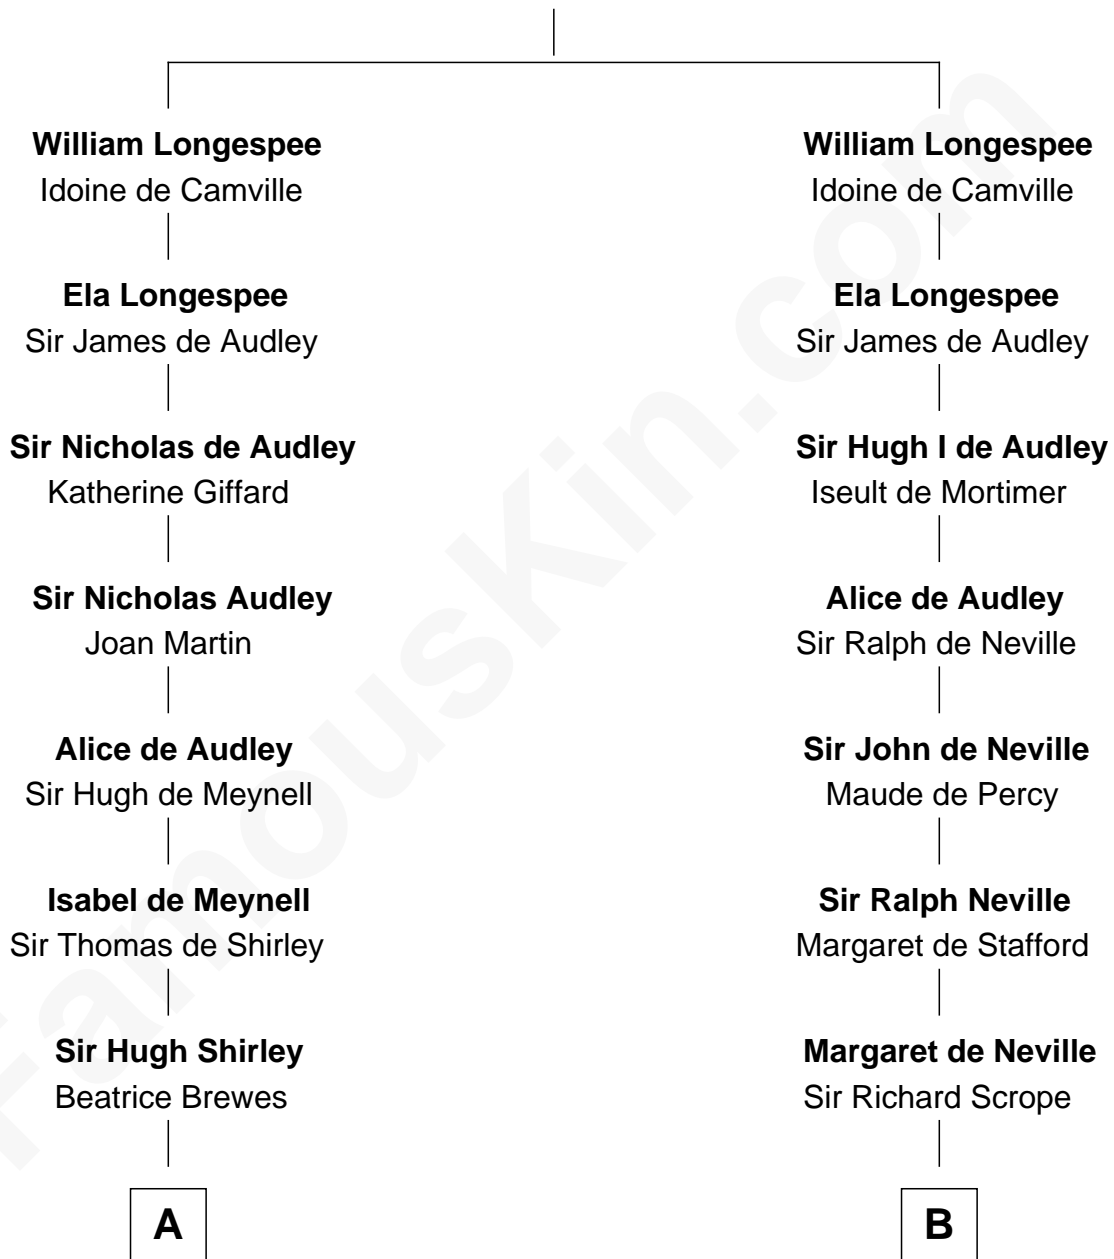 William Longespee
Idoine de Camville
Ela Longespee
Sir James de Audley
Sir Nicholas de Audley
Katherine Giffard
Sir Nicholas Audley
Joan Martin
Alice de Audley
Sir Hugh de Meynell
Isabel de Meynell
Sir Thomas de Shirley
Sir Hugh Shirley
Beatrice Brewes
A
William Longespee
Idoine de Camville
Ela Longespee
Sir James de Audley
Sir Hugh I de Audley
Iseult de Mortimer
Alice de Audley
Sir Ralph de Neville
Sir John de Neville
Maude de Percy
Sir Ralph Neville
Margaret de Stafford
Margaret de Neville
Sir Richard Scrope
B
FamousKin.com